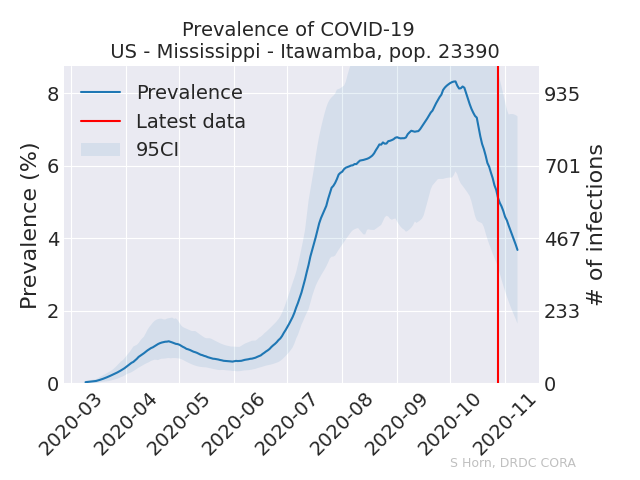 Prevalence of COVID-19
US - Mississippi - Itawamba, pop. 23390
Prevalence
Latest data
95CI
Prevalence (%)
8
6
4
2
0
935
701
467
233
0
# of infections
2020-03
2020-04
2020-05
2020-06
2020-07
2020-08
2020-09
2020-10
2020-11
S Horn, DRDC CORA